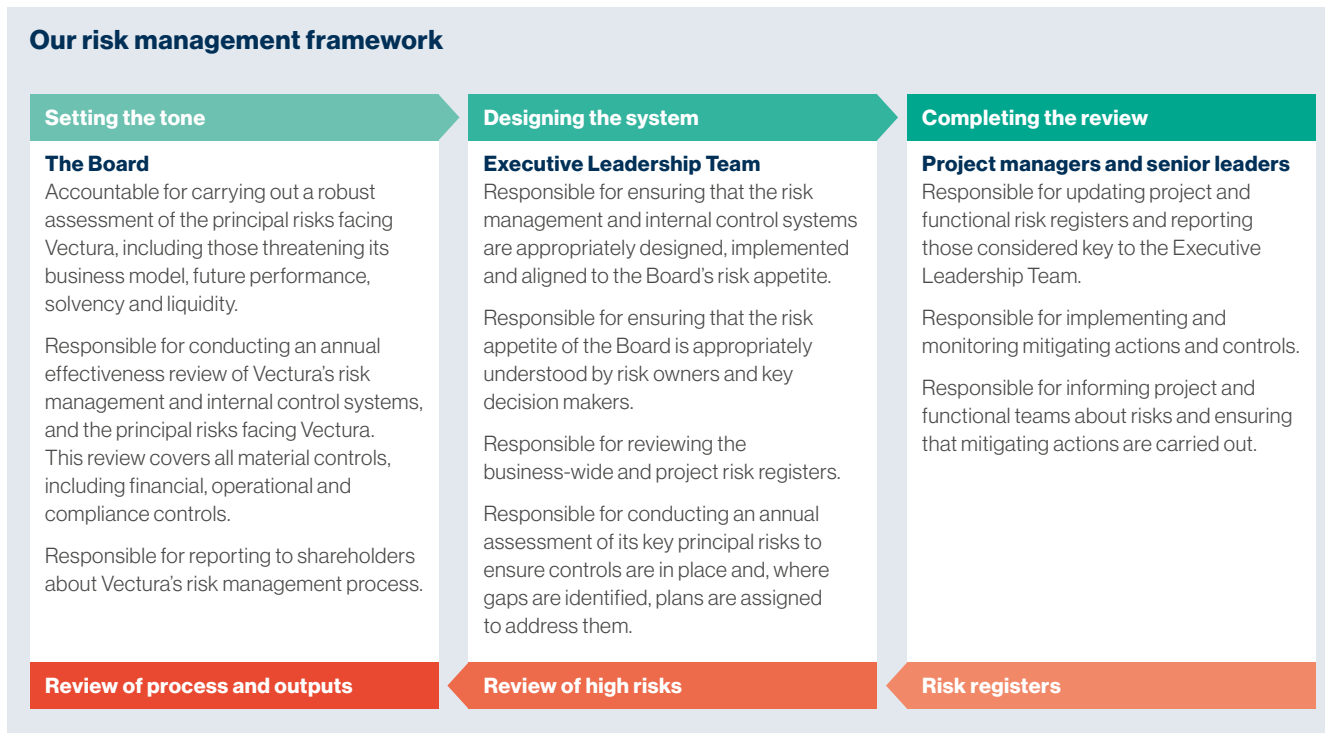 Our risk management framework
Setting the tone
The Board
Accountable for carrying out a robust
assessment of the principal risks facing
Vectura, including those threatening its
business model, future performance,
solvency and liquidity.
Responsible for conducting an annual
effectiveness review of Vectura's risk
management and internal control systems,
and the principal risks facing Vectura.
This review covers all material controls,
including financial, operational and
compliance controls.
Responsible for reporting to shareholders
about Vectura's risk management process.
Review of process and outputs
Designing the system
Executive Leadership Team
Responsible for ensuring that the risk
management and internal control systems
are appropriately designed, implemented
and aligned to the Board's risk appetite.
Responsible for ensuring that the risk
appetite of the Board is appropriately
understood by risk owners and key
decision makers.
Responsible for reviewing the
business-wide and project risk registers.
Responsible for conducting an annual
assessment of its key principal risks to
ensure controls are in place and, where
gaps are identified, plans are assigned
to address them.
Review of high risks
Completing the review
Project managers and senior leaders
Responsible for updating project and
functional risk registers and reporting
those considered key to the Executive
Leadership Team.
Responsible for implementing and
monitoring mitigating actions and controls.
Responsible for informing project and
functional teams about risks and ensuring
that mitigating actions are carried out.
Risk registers